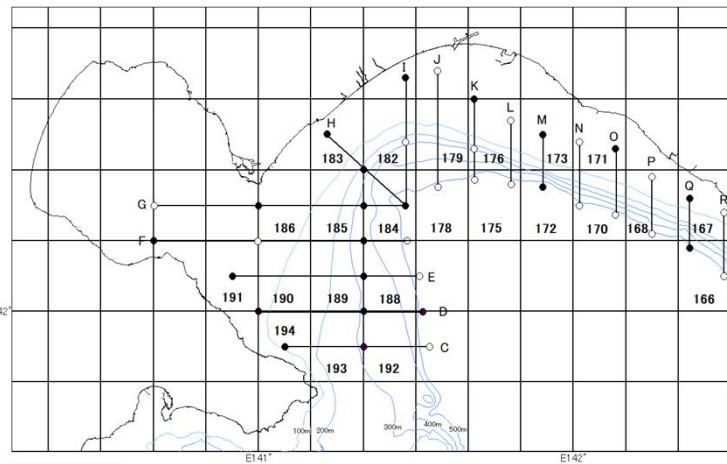 J
I
K
L
H
M
N
O
183
182
179
176
173
171
P
Q
G
R
186
185
184
178
175
172
170
168
167
F
E
191
190
189
188
166
42°
D
194
C
193
192
100m
200m
300m
400m
500m
E141°
E142°